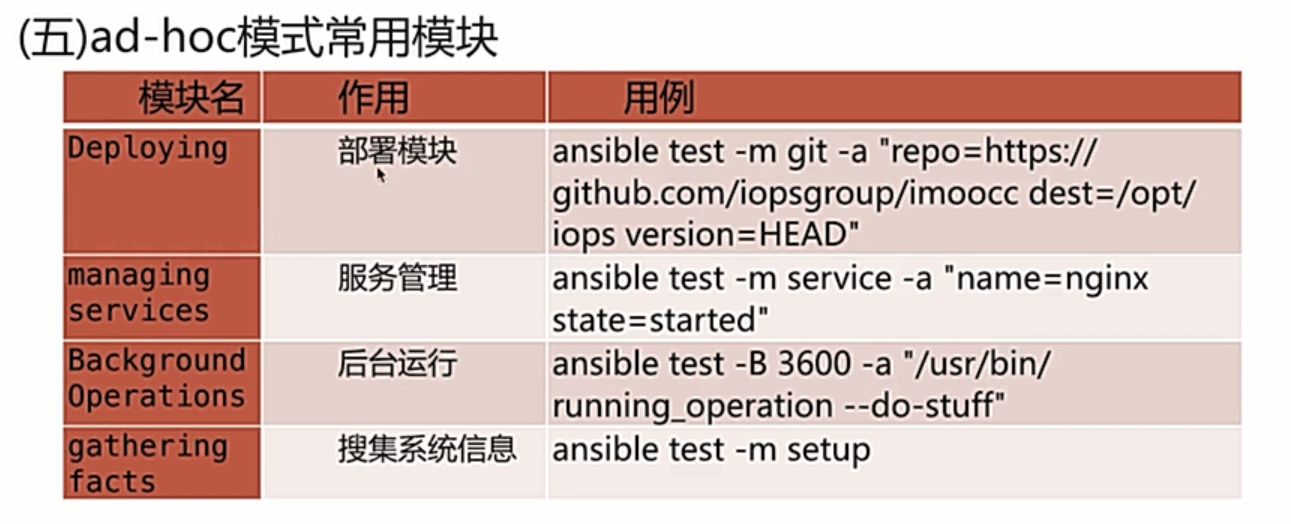 (五)ad-hoc模式常用模块
模块名 作用 用例
Deploying 部署模块 ansible test -m git -a "repo=https://
github.com/iopsgroup/imoocc dest=/opt/
iops version=HEAD"
managing 服务管理 ansible test -m service -a "name=nginx
services state=started"
Background 后台运行 ansible test -B 3600 -a "/usr/bin/
Operations running_operation --do-stuff"
gathering 搜集系统信息 ansible test -m setup
facts